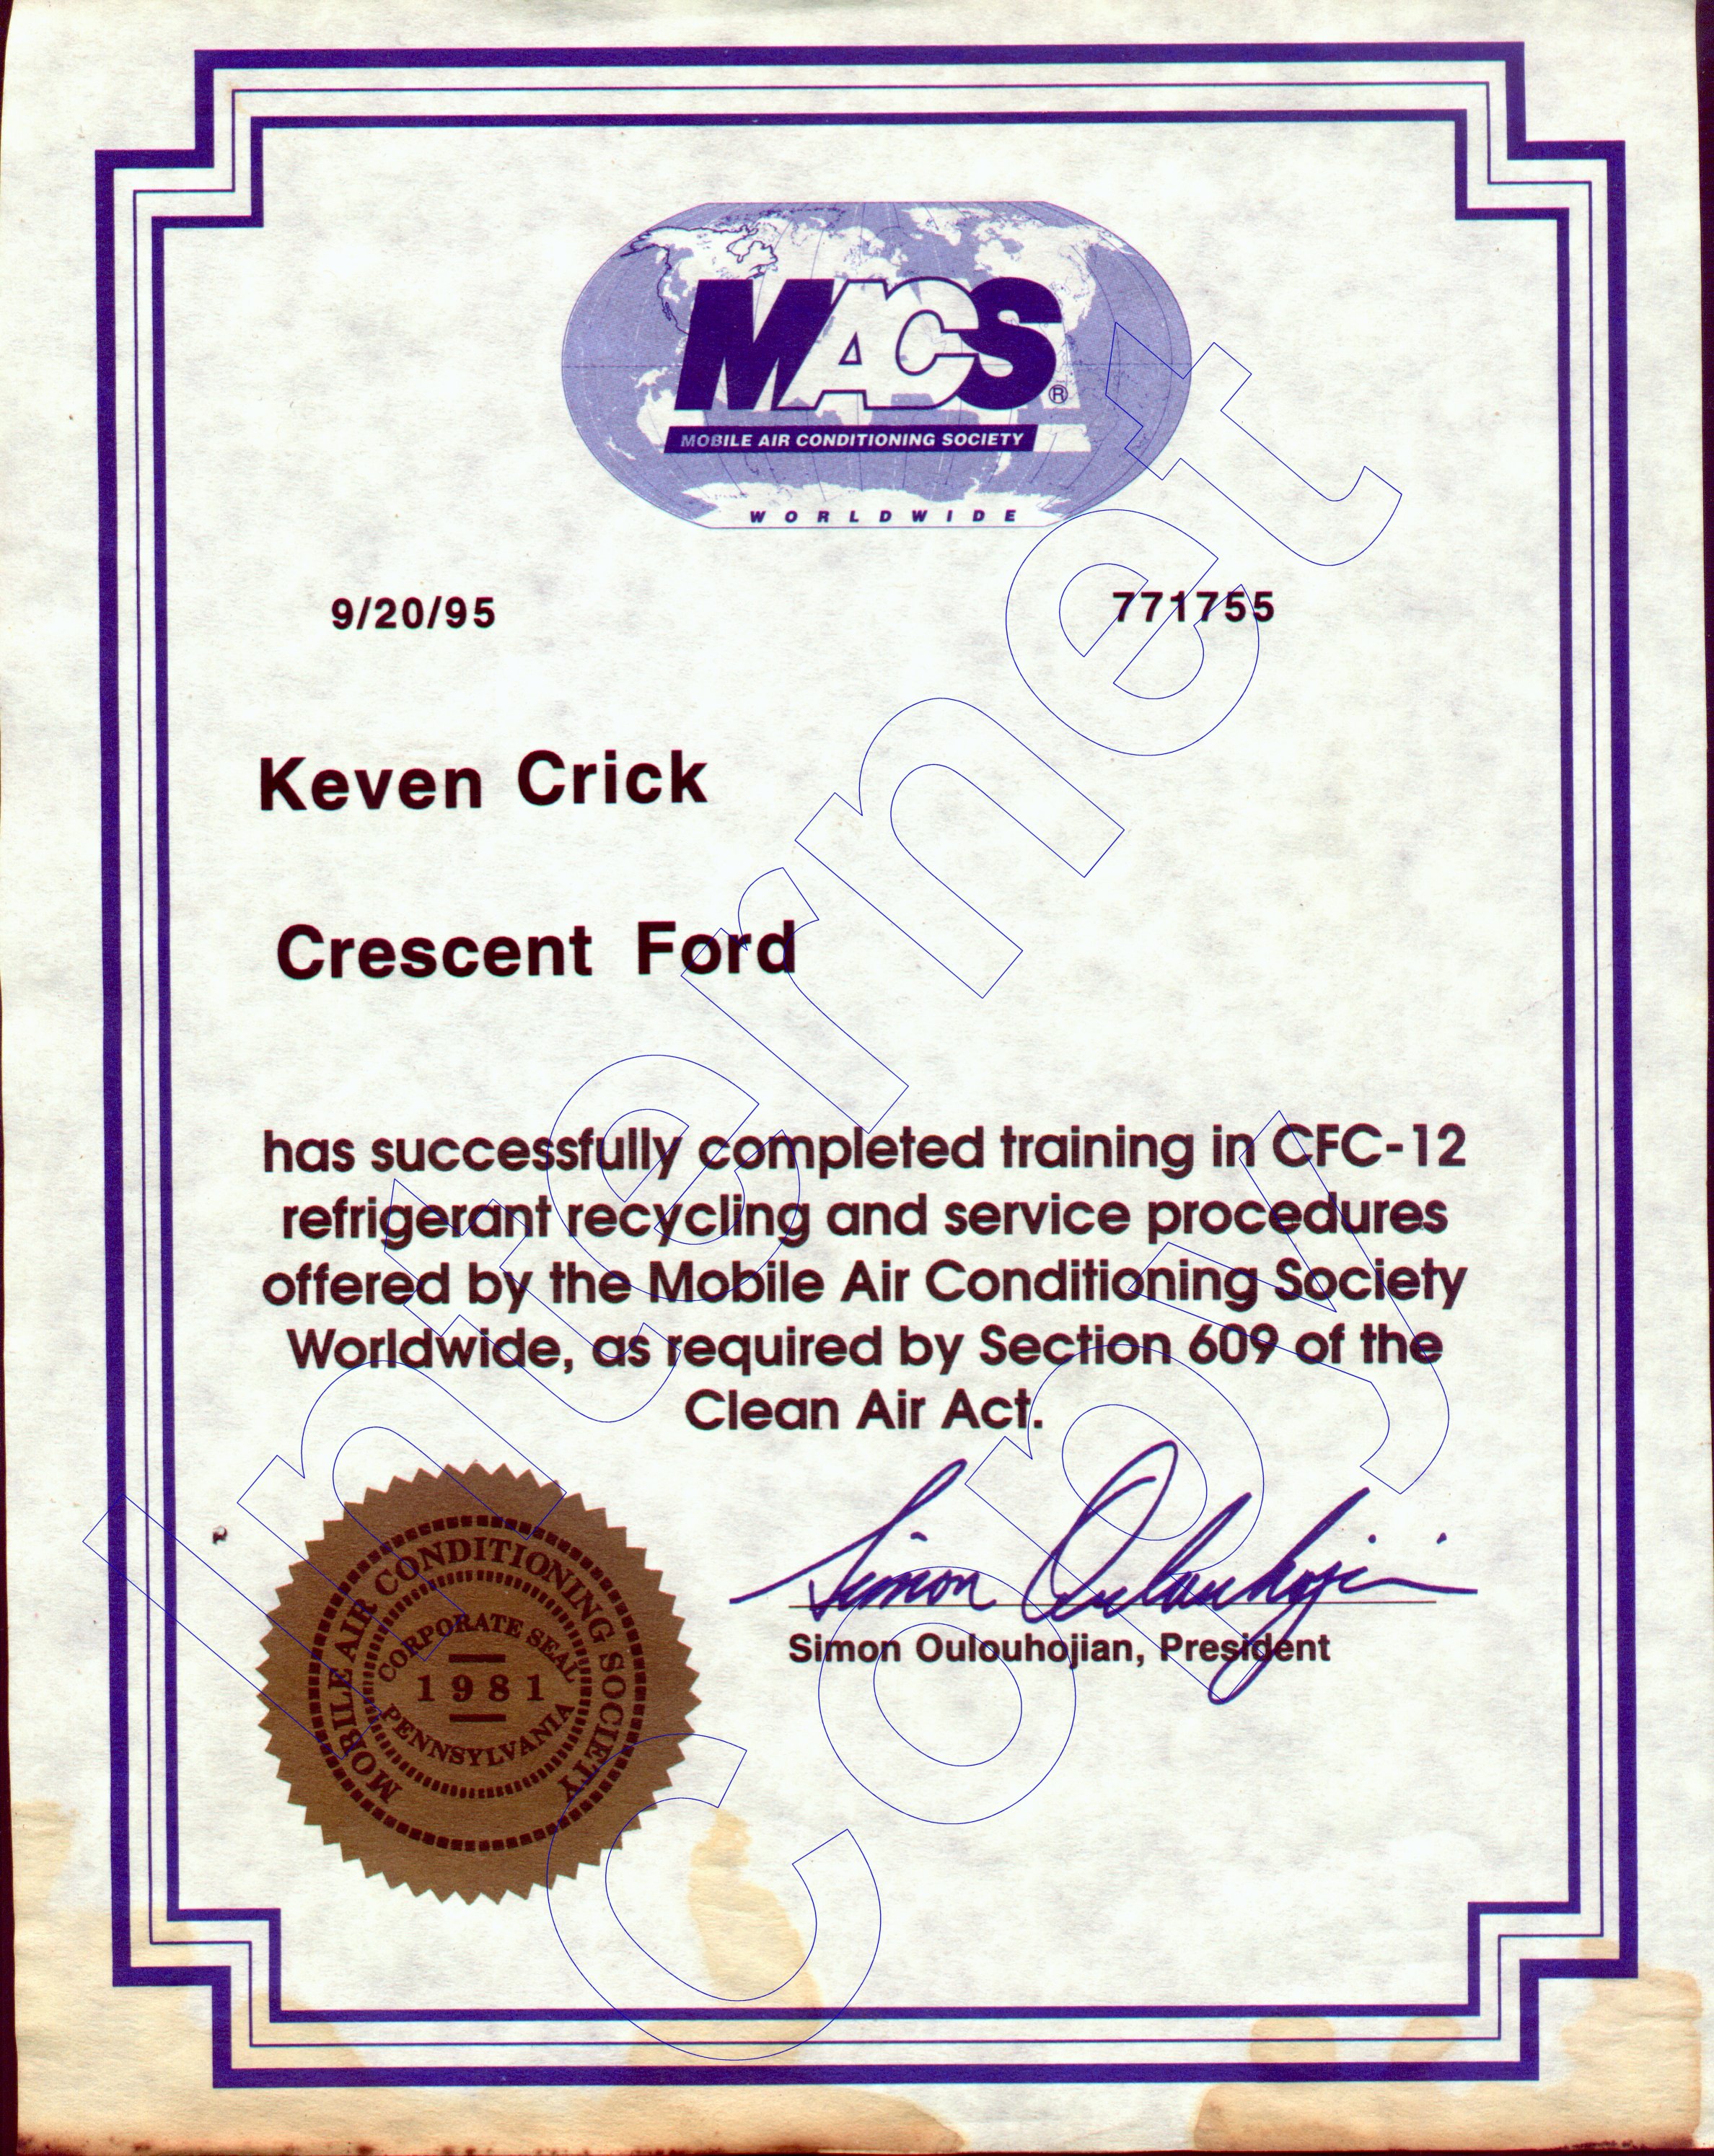 MACS®
MOBILE AIR CONDITIONING SOCIETY
WORLDWIDE
9/20/95 771755
Keven Crick
Crescent Ford
has successfully completed training in CFC-12
refrigerant recycling and service procedures
offered by the Mobile Air Conditioning Society
Worldwide, as required by Section 609 of the
Clean Air Act.
Simon Oulouhojian
Simon Oulouhojian, President
MOBILE AIR CONDITIONING SOCIETY
CORPORATE SEAL
1981
PENNSYLVANIA
Internet
Copy